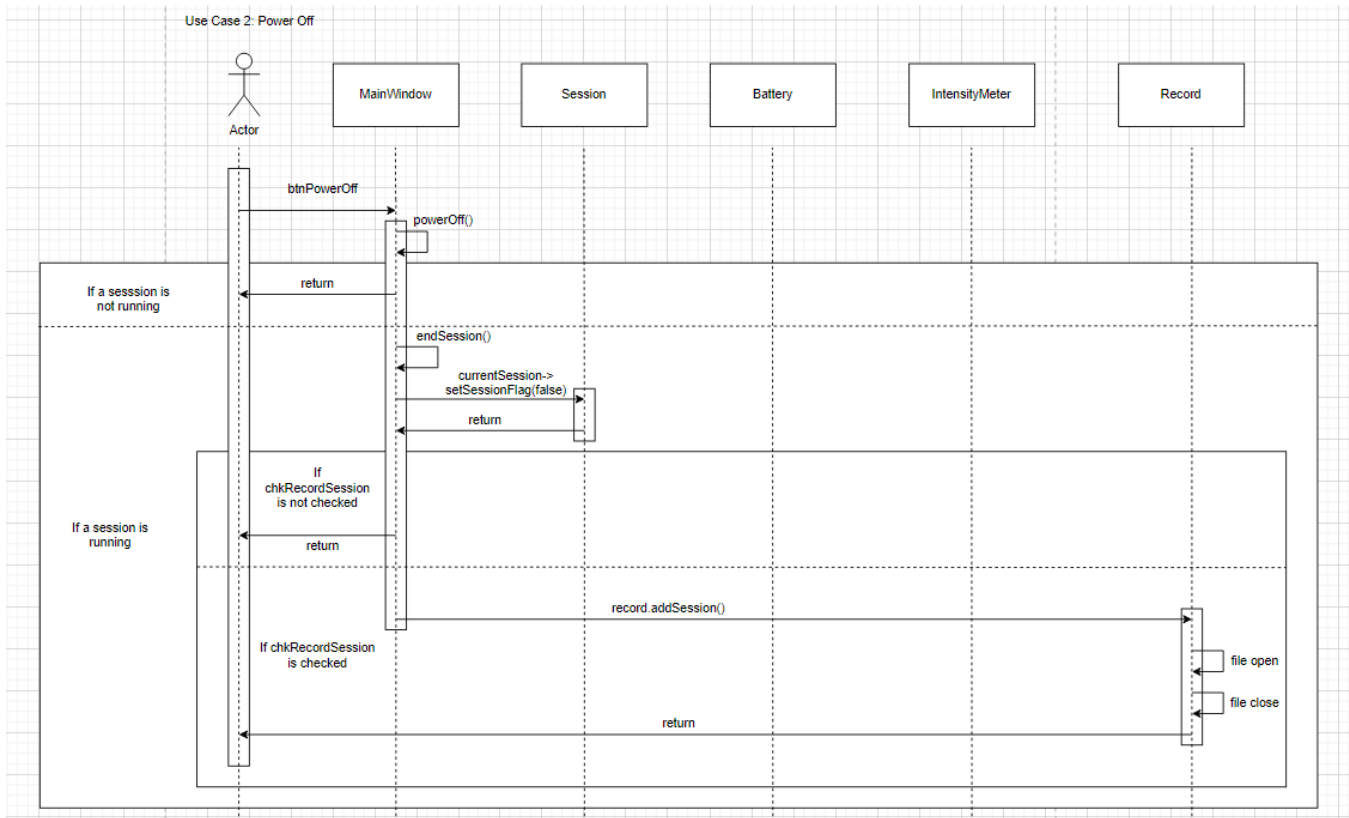 Use Case 2: Power Off
Actor
MainWindow
Session
Battery
IntensityMeter
Record
btnPowerOff
powerOff()
If a sesssion is
not running
return
endSession()
currentSession->
setSessionFlag(false)
return
If
chkRecordSession
is not checked
If a session is
running
return
record.addSession()
If chkRecordSession
is checked
file open
file close
return